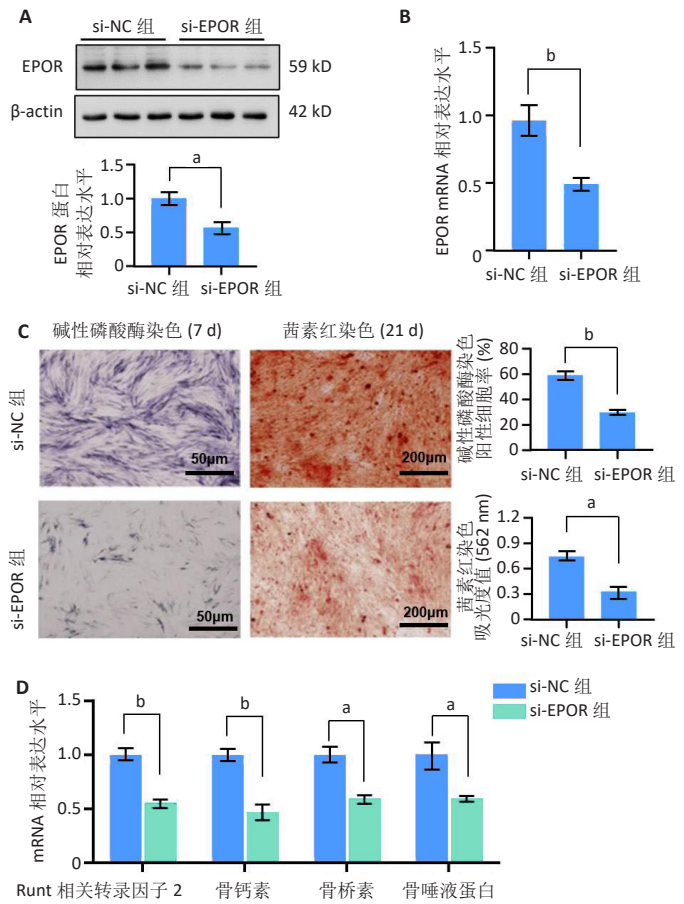 A
si-NC 组 si-EPOR 组
EPOR
59 kD
β-actin
42 kD
EPOR 蛋白
相对表达水平
1.5
1.0
0.5
0
a
si-NC 组 si-EPOR 组
B
EPOR mRNA 相对表达水平
1.5
1.0
0.5
0
b
si-NC 组 si-EPOR 组
C
碱性磷酸酶染色 (7 d) 茜素红染色 (21 d)
si-NC 组
50μm
200μm
碱性磷酸酶染色
阳性细胞率 (%)
80
60
40
20
0
b
si-NC 组 si-EPOR 组
si-EPOR 组
50μm
200μm
茜素红染色
吸光度值 (562 nm)
1.2
0.9
0.6
0.3
0
a
si-NC 组 si-EPOR 组
D
si-NC 组
si-EPOR 组
mRNA 相对表达水平
1.5
1.0
0.5
0
b
b
a
a
Runt 相关转录因子 2 骨钙素 骨桥素 骨唾液蛋白